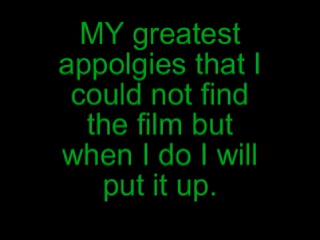 MY greatest
appolgies that I
could not find
the film but
when I do I will
put it up.